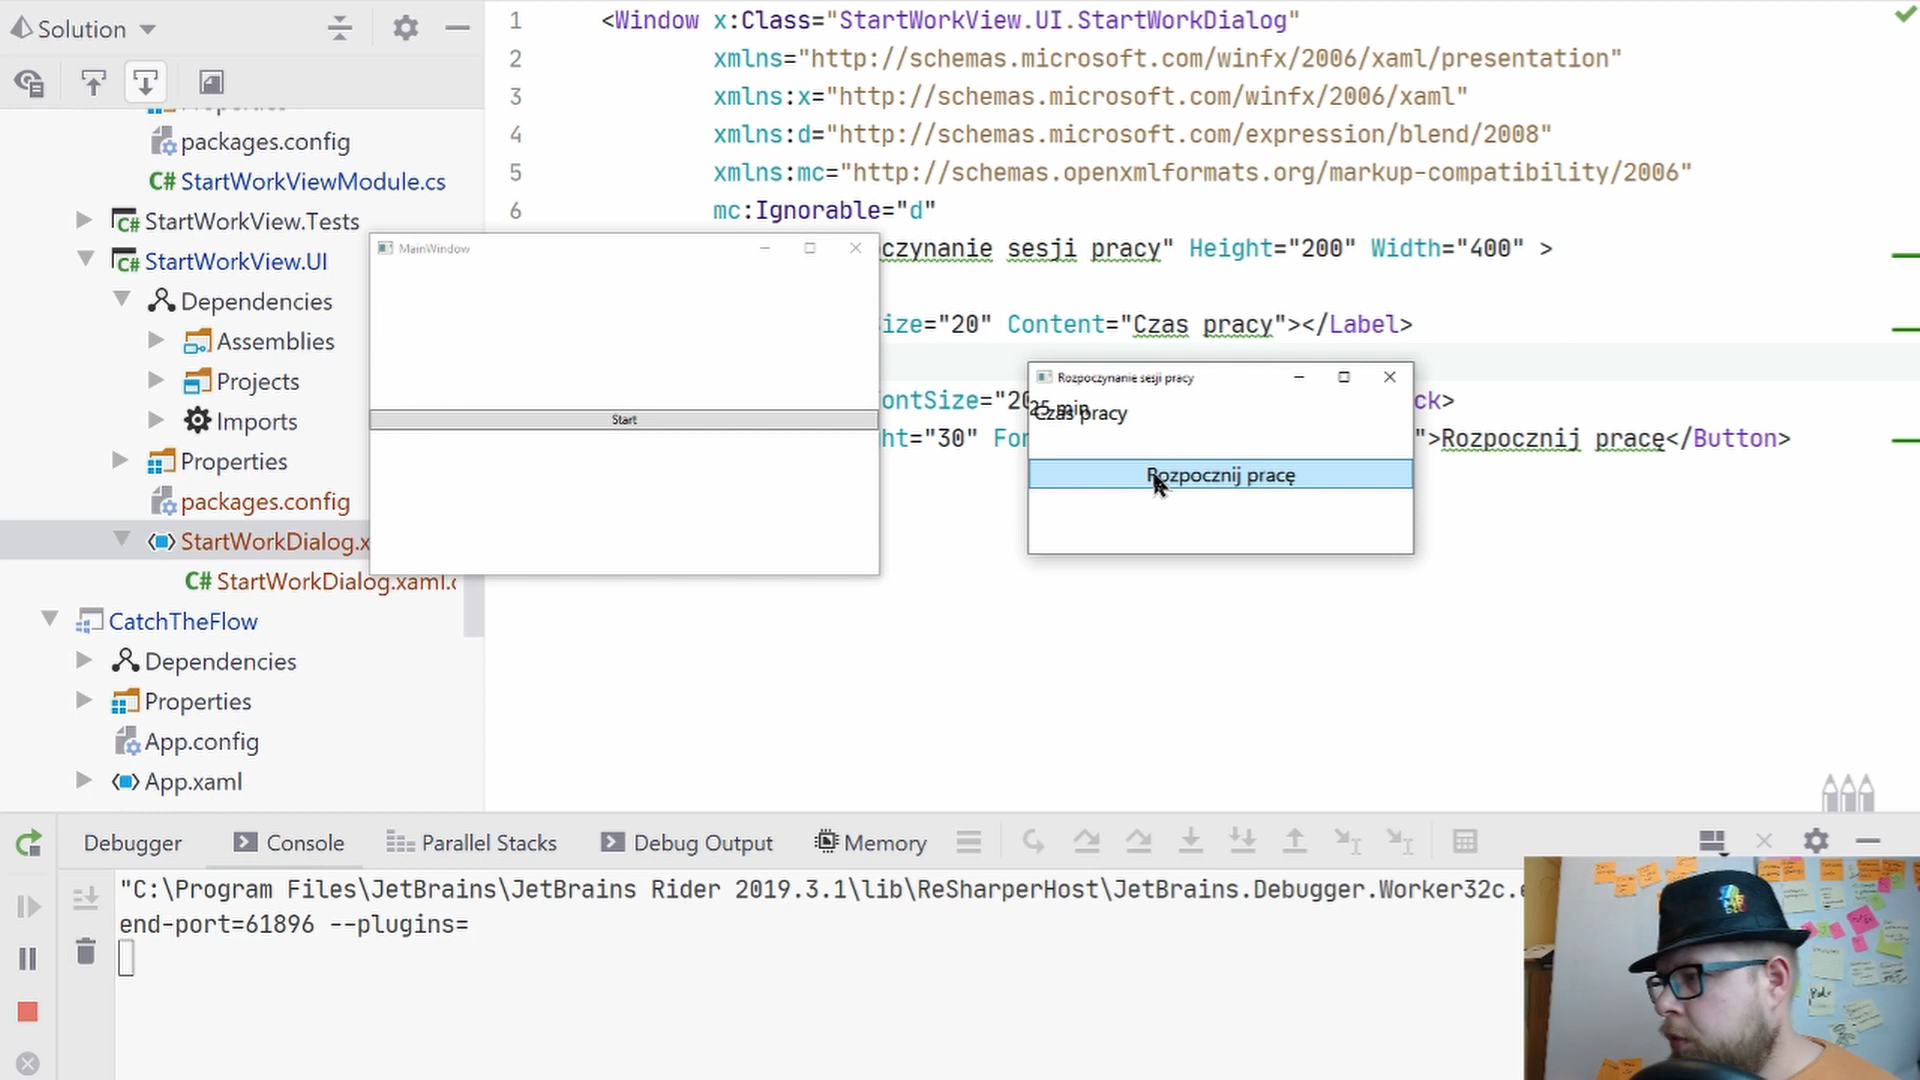 Solution
packages.config
C# StartWorkViewModule.cs
C# StartWorkView.Tests
C# StartWorkView.UI
Dependencies
Assemblies
Projects
Imports
Properties
packages.config
StartWorkDialog.x
C# StartWorkDialog.xaml.c
CatchTheFlow
Dependencies
Properties
App.config
App.xaml
1 <Window x:Class="StartWorkView.UI.StartWorkDialog"
2 xmlns="http://schemas.microsoft.com/winfx/2006/xaml/presentation"
3 xmlns:x="http://schemas.microsoft.com/winfx/2006/xaml"
4 xmlns:d="http://schemas.microsoft.com/expression/blend/2008"
5 xmlns:mc="http://schemas.openxmlformats.org/markup-compatibility/2006"
6 mc:Ignorable="d"
czynanie sesji pracy" Height="200" Width="400" >
ize="20" Content="Czas pracy"></Label>
ontSize="20
ck>
ht="30" For
">Rozpocznij pracę</Button>
MainWindow
Start
Rozpoczynanie sesji pracy
25 min
Czas pracy
Rozpocznij pracę
Debugger
Console
Parallel Stacks
Debug Output
Memory
"C:\Program Files\JetBrains\JetBrains Rider 2019.3.1\lib\ReSharperHost\JetBrains.Debugger.Worker32c.e
end-port=61896 --plugins=